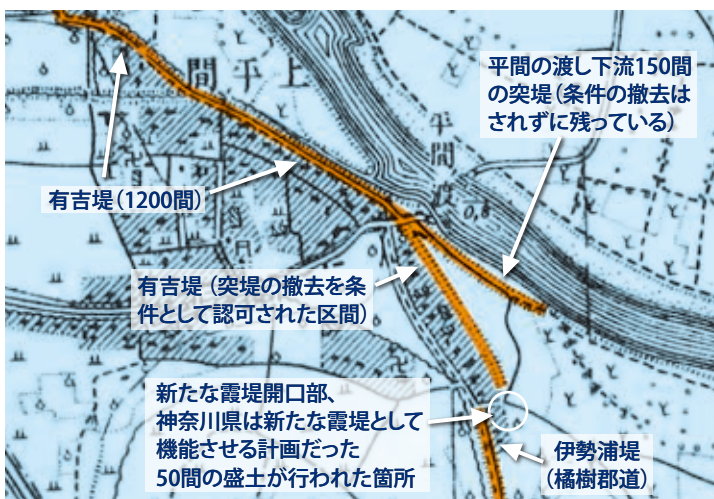 平間の渡し下流150間
の突堤（条件の撤去は
されずに残っている）
上平間
平間渡
0,8
有吉堤（1200間）
有吉堤（突堤の撤去を条
件として認可された区間）
新たな霞堤開口部、
神奈川県は新たな霞堤として
機能させる計画だった
50間の盛土が行われた箇所
伊勢浦堤
（橘樹郡道）